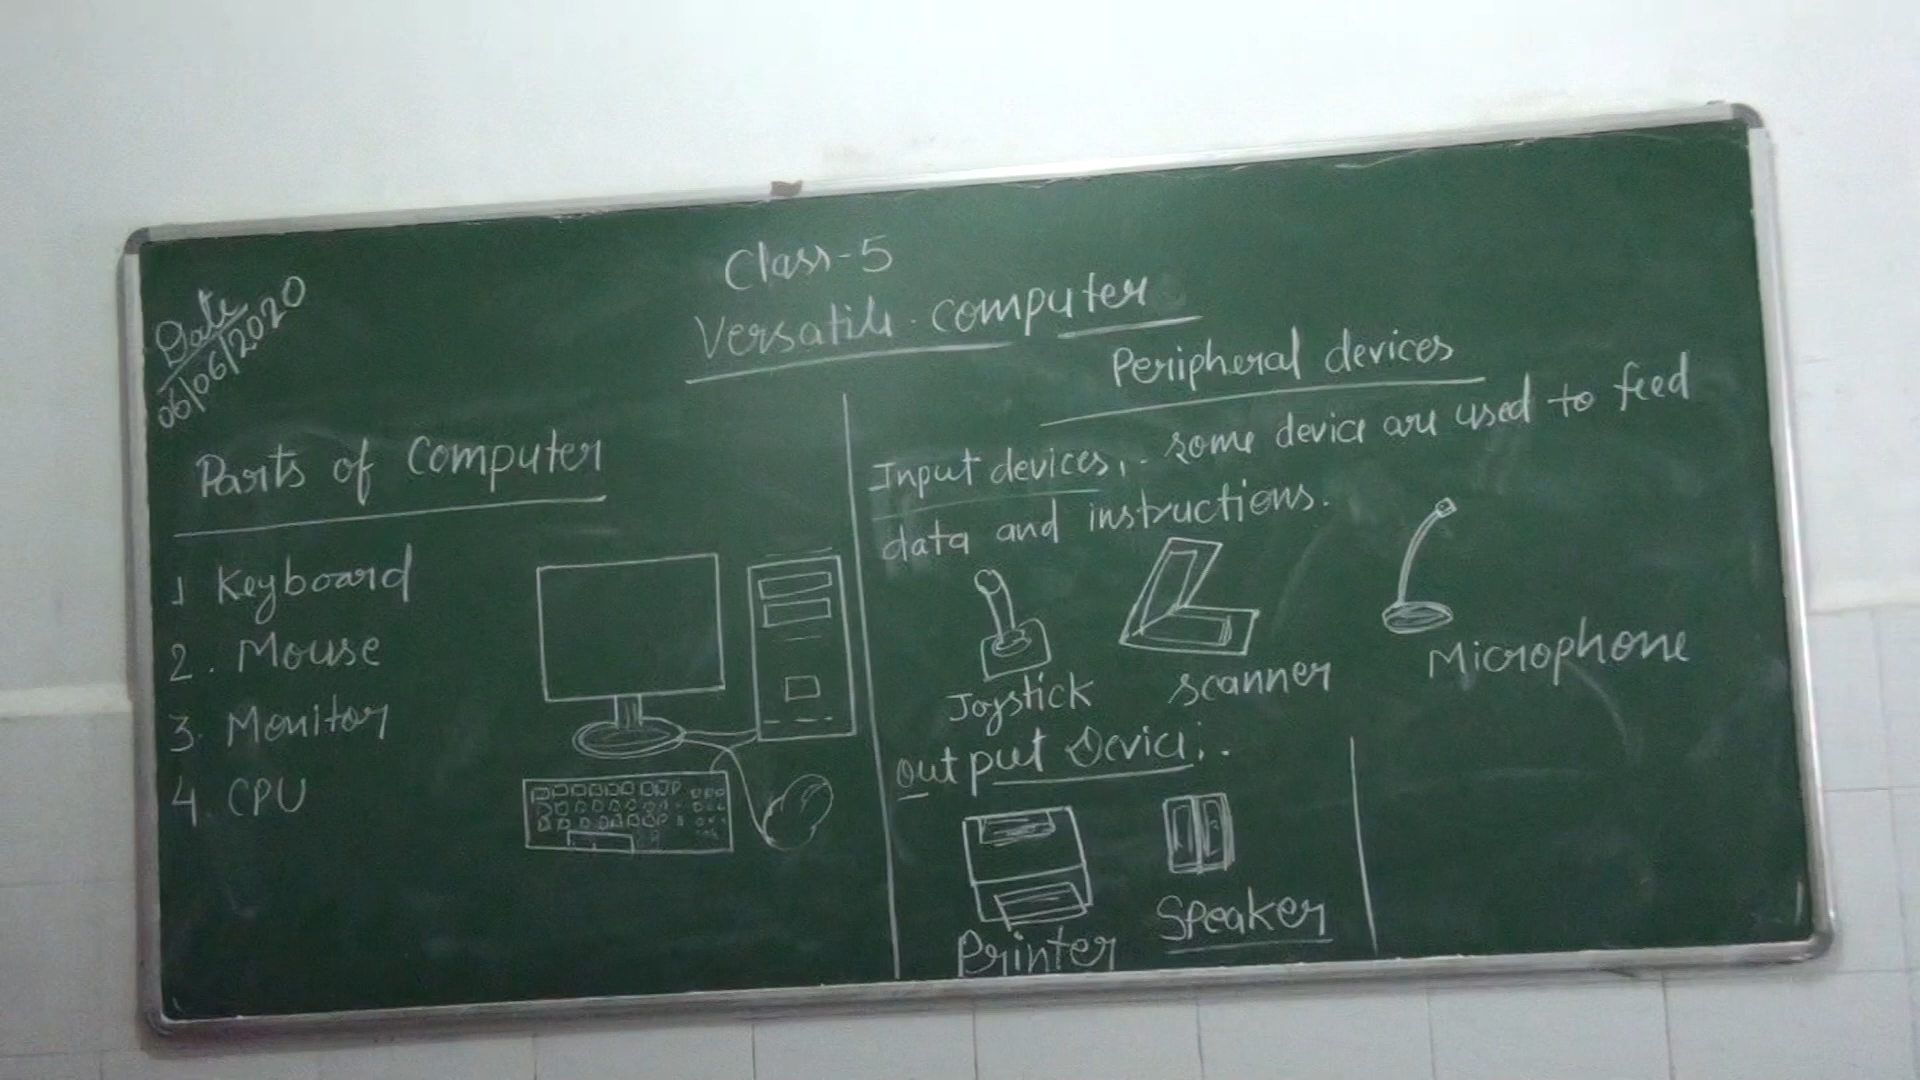 Class-5
Versatile computer
Date
06/06/2020
Parts of Computer
1 Keyboard
2. Mouse
3. Monitor
4. CPU
Peripheral devices
Input devices, - some device are used to feed
data and instructions.
Joystick
scanner
Microphone
output Device:.
Printer
Speaker